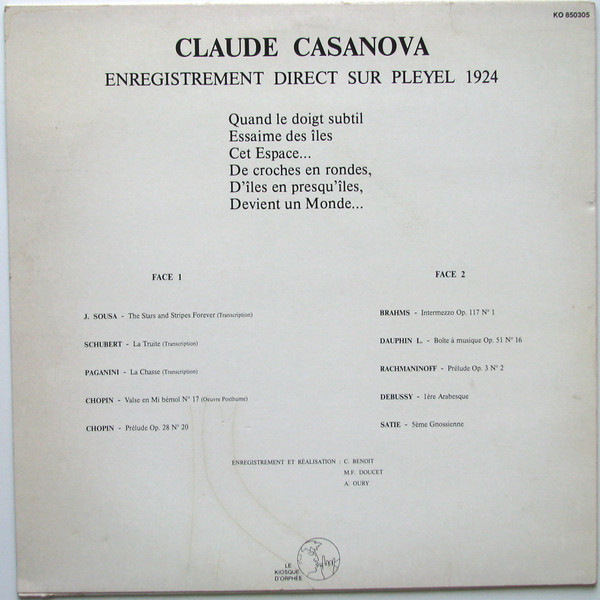 KO 850305
CLAUDE CASANOVA
ENREGISTREMENT DIRECT SUR PLEYEL 1924
Quand le doigt subtil
Essaime des îles
Cet Espace...
De croches en rondes,
D'îles en presqu'îles,
Devient un Monde...
FACE 1
J. SOUSA - The Stars and Stripes Forever (Transcription)
SCHUBERT - La Truite (Transcription)
PAGANINI - La Chasse (Transcription)
CHOPIN - Valse en Mi bémol N° 17 (Oeuvre Posthume)
CHOPIN - Prélude Op. 28 N° 20
FACE 2
BRAHMS - Intermezzo Op. 117 N° 1
DAUPHIN L. - Boîte à musique Op. 51 N° 16
RACHMANINOFF - Prélude Op. 3 N° 2
DEBUSSY - 1ère Arabesque
SATIE - 5ème Gnossienne
ENREGISTREMENT ET RÉALISATION : C. BENOIT
M.F. DOUCET
A. OURY
LE
KIOSQUE
D'ORPHÉE